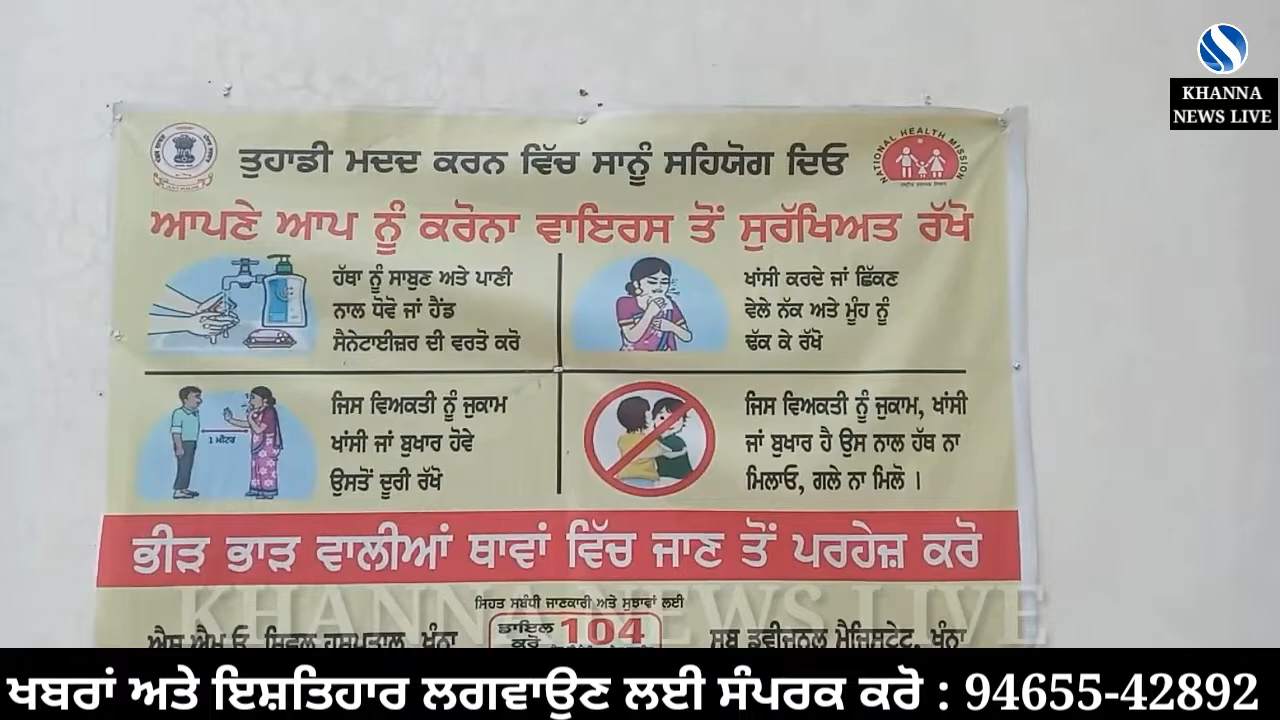 KHANNA
NEWS LIVE
NATIONAL HEALTH MISSION
ਤੁਹਾਡੀ ਮਦਦ ਕਰਨ ਵਿੱਚ ਸਾਨੂੰ ਸਹਿਯੋਗ ਦਿਓ
ਆਪਣੇ ਆਪ ਨੂੰ ਕਰੋਨਾ ਵਾਇਰਸ ਤੋਂ ਸੁਰੱਖਿਅਤ ਰੱਖੋ
ਹੱਥਾ ਨੂੰ ਸਾਬੁਣ ਅਤੇ ਪਾਣੀ
ਨਾਲ ਧੋਵੋ ਜਾਂ ਹੈਂਡ
ਸੈਨੇਟਾਈਜ਼ਰ ਦੀ ਵਰਤੋ ਕਰੋ
ਖਾਂਸੀ ਕਰਦੇ ਜਾਂ ਛਿੱਕਣ
ਵੇਲੇ ਨੱਕ ਅਤੇ ਮੂੰਹ ਨੂੰ
ਢੱਕ ਕੇ ਰੱਖੋ
1 ਮੀਟਰ
ਜਿਸ ਵਿਅਕਤੀ ਨੂੰ ਜੁਕਾਮ
ਖਾਂਸੀ ਜਾਂ ਬੁਖਾਰ ਹੋਵੇ
ਉਸਤੋਂ ਦੂਰੀ ਰੱਖੋ
ਜਿਸ ਵਿਅਕਤੀ ਨੂੰ ਜੁਕਾਮ, ਖਾਂਸੀ
ਜਾਂ ਬੁਖਾਰ ਹੈ ਉਸ ਨਾਲ ਹੱਥ ਨਾ
ਮਿਲਾਓ, ਗਲੇ ਨਾ ਮਿਲੋ ।
ਭੀੜ ਭਾੜ ਵਾਲੀਆਂ ਥਾਵਾਂ ਵਿੱਚ ਜਾਣ ਤੋਂ ਪਰਹੇਜ਼ ਕਰੋ
KHANNA NEWS LIVE
ਸਿਹਤ ਸਬੰਧੀ ਜਾਣਕਾਰੀ ਅਤੇ ਸੁਝਾਵਾਂ ਲਈ
ਐਸ.ਐਮ.ਓ. ਸਿਵਲ ਹਸਪਤਾਲ, ਖੰਨਾ
ਡਾਇਲ ਕਰੋ 104
ਸਬ ਡਵੀਜ਼ਨਲ ਮੈਜਿਸਟ੍ਰੇਟ, ਖੰਨਾ
ਖਬਰਾਂ ਅਤੇ ਇਸ਼ਤਿਹਾਰ ਲਗਵਾਉਣ ਲਈ ਸੰਪਰਕ ਕਰੋ : 94655-42892